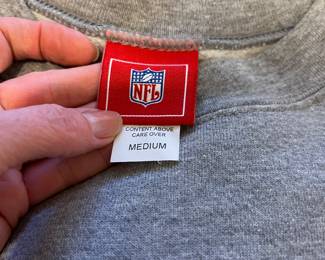 NFL
CONTENT ABOVE
CARE OVER
MEDIUM